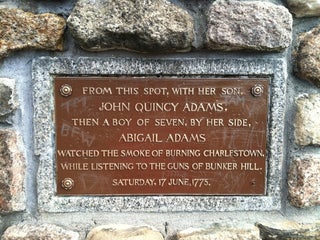 FROM THIS SPOT, WITH HER SON,
JOHN QUINCY ADAMS,
THEN A BOY OF SEVEN, BY HER SIDE,
ABIGAIL ADAMS
WATCHED THE SMOKE OF BURNING CHARLESTOWN,
WHILE LISTENING TO THE GUNS OF BUNKER HILL.
SATURDAY, 17 JUNE, 1775.